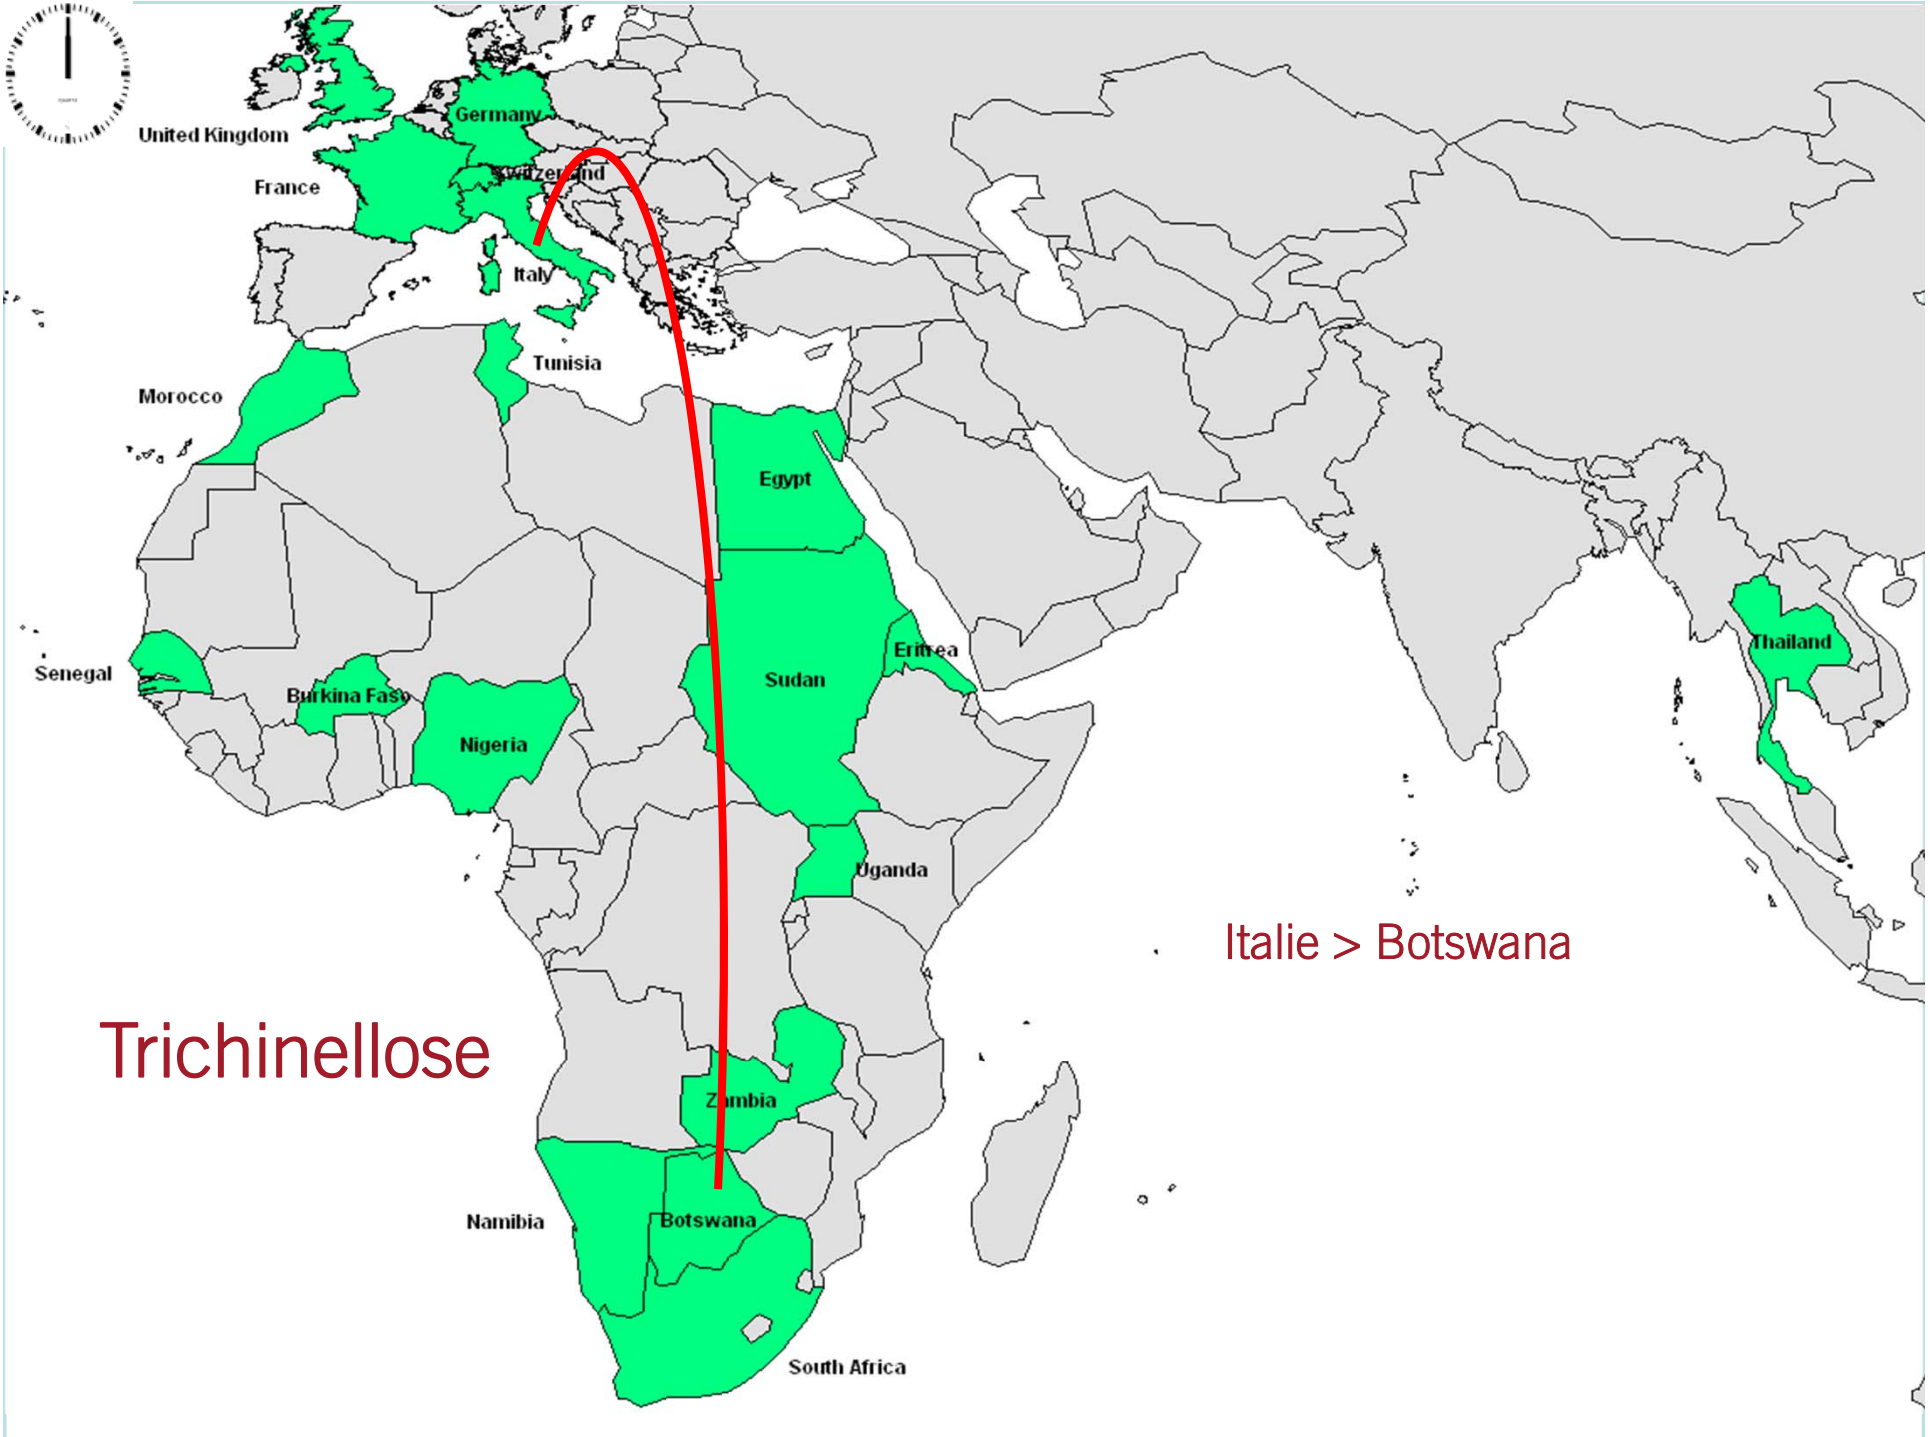 Germany
United Kingdom
Switzerland
France
Italy
Tunisia
Morocco
Egypt
Thailand
Eritrea
Senegal
Sudan
Burkina Faso
Nigeria
Uganda
Italie > Botswana
Trichinellose
Zambia
Namibia
Botswana
South Africa